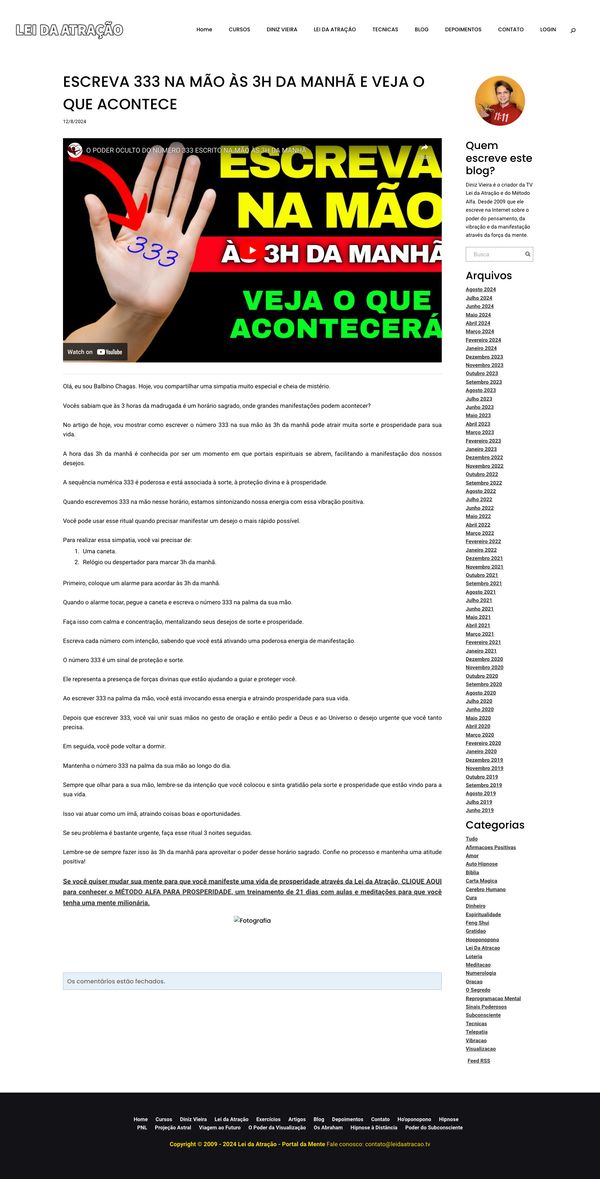 LEI DA ATRAÇÃO
Home CURSOS DINIZ VIEIRA LEI DA ATRAÇÃO TECNICAS BLOG DEPOIMENTOS CONTATO LOGIN
ESCREVA 333 NA MÃO ÀS 3H DA MANHÃ E VEJA O
QUE ACONTECE
12/8/2024
O PODER OCULTO DO NÚMERO 333 ESCRITO NA MÃO ÀS 3H DA MANHÃ
ESCREVA
NA MÃO
333
ÀS 3H DA MANHÃ
VEJA O QUE
ACONTECERÁ
Watch on YouTube
Olá, eu sou Balbino Chagas. Hoje, vou compartilhar uma simpatia muito especial e cheia de mistério.
Vocês sabiam que às 3 horas da madrugada é um horário sagrado, onde grandes manifestações podem acontecer?
No artigo de hoje, vou mostrar como escrever o número 333 na sua mão às 3h da manhã pode atrair muita sorte e prosperidade para sua
vida.
A hora das 3h da manhã é conhecida por ser um momento em que portais espirituais se abrem, facilitando a manifestação dos nossos
desejos.
A sequência numérica 333 é poderosa e está associada à sorte, à proteção divina e à prosperidade.
Quando escrevemos 333 na mão nesse horário, estamos sintonizando nossa energia com essa vibração positiva.
Você pode usar esse ritual quando precisar manifestar um desejo o mais rápido possível.
Para realizar essa simpatia, você vai precisar de:
1. Uma caneta.
2. Relógio ou despertador para marcar 3h da manhã.
Primeiro, coloque um alarme para acordar às 3h da manhã.
Quando o alarme tocar, pegue a caneta e escreva o número 333 na palma da sua mão.
Faça isso com calma e concentração, mentalizando seus desejos de sorte e prosperidade.
Escreva cada número com intenção, sabendo que você está ativando uma poderosa energia de manifestação.
O número 333 é um sinal de proteção e sorte.
Ele representa a presença de forças divinas que estão ajudando a guiar e proteger você.
Ao escrever 333 na palma da mão, você está invocando essa energia e atraindo prosperidade para sua vida.
Depois que escrever 333, você vai unir suas mãos no gesto de oração e então pedir a Deus e ao Universo o desejo urgente que você tanto
precisa.
Em seguida, você pode voltar a dormir.
Mantenha o número 333 na palma da sua mão ao longo do dia.
Sempre que olhar para a sua mão, lembre-se da intenção que você colocou e sinta gratidão pela sorte e prosperidade que estão vindo para a
sua vida.
Isso vai atuar como um ímã, atraindo coisas boas e oportunidades.
Se seu problema é bastante urgente, faça esse ritual 3 noites seguidas.
Lembre-se de sempre fazer isso às 3h da manhã para aproveitar o poder desse horário sagrado. Confie no processo e mantenha uma atitude
positiva!
Se você quiser mudar sua mente para que você manifeste uma vida de prosperidade através da Lei da Atração, CLIQUE AQUI
para conhecer o MÉTODO ALFA PARA PROSPERIDADE, um treinamento de 21 dias com aulas e meditações para que você
tenha uma mente milionária.
Fotografia
Os comentários estão fechados.
11:11
Quem
escreve este
blog?
Diniz Vieira é o criador da TV
Lei da Atração e do Método
Alfa. Desde 2009 que ele
escreve na Internet sobre o
poder do pensamento, da
vibração e da manifestação
através da força da mente.
Busca
Arquivos
Agosto 2024
Julho 2024
Junho 2024
Maio 2024
Abril 2024
Março 2024
Fevereiro 2024
Janeiro 2024
Dezembro 2023
Novembro 2023
Outubro 2023
Setembro 2023
Agosto 2023
Julho 2023
Junho 2023
Maio 2023
Abril 2023
Março 2023
Fevereiro 2023
Janeiro 2023
Dezembro 2022
Novembro 2022
Outubro 2022
Setembro 2022
Agosto 2022
Julho 2022
Junho 2022
Maio 2022
Abril 2022
Março 2022
Fevereiro 2022
Janeiro 2022
Dezembro 2021
Novembro 2021
Outubro 2021
Setembro 2021
Agosto 2021
Julho 2021
Junho 2021
Maio 2021
Abril 2021
Março 2021
Fevereiro 2021
Janeiro 2021
Dezembro 2020
Novembro 2020
Outubro 2020
Setembro 2020
Agosto 2020
Julho 2020
Junho 2020
Maio 2020
Abril 2020
Março 2020
Fevereiro 2020
Janeiro 2020
Dezembro 2019
Novembro 2019
Outubro 2019
Setembro 2019
Agosto 2019
Julho 2019
Junho 2019
Categorias
Tudo
Afirmacoes Positivas
Amor
Auto Hipnose
Bíblia
Carta Magica
Cerebro Humano
Cura
Dinheiro
Espiritualidade
Feng Shui
Gratidao
Hooponopono
Lei Da Atracao
Loteria
Meditacao
Numerologia
Oracao
O Segredo
Reprogramacao Mental
Sinais Poderosos
Subconsciente
Tecnicas
Telepatia
Vibracao
Visualizacao
Feed RSS
Home Cursos Diniz Vieira Lei da Atração Exercícios Artigos Blog Depoimentos Contato Ho'oponopono Hipnose
PNL Projeção Astral Viagem ao Futuro O Poder da Visualização Os Abraham Hipnose à Distância Poder do Subconsciente
Copyright © 2009 - 2024 Lei da Atração - Portal da Mente Fale conosco: contato@leidaatracao.tv